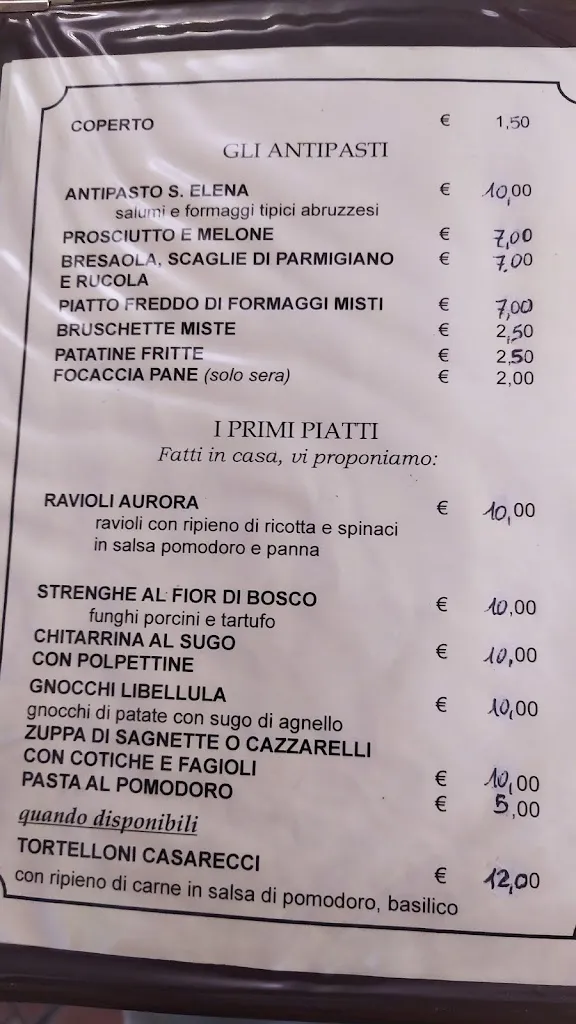 COPERTO € 1,50
GLI ANTIPASTI
ANTIPASTO S. ELENA € 10,00
salumi e formaggi tipici abruzzesi
PROSCIUTTO E MELONE € 7,00
BRESAOLA, SCAGLIE DI PARMIGIANO € 7,00
E RUCOLA
PIATTO FREDDO DI FORMAGGI MISTI € 7,00
BRUSCHETTE MISTE € 2,50
PATATINE FRITTE € 2,50
FOCACCIA PANE (solo sera) € 2,00
I PRIMI PIATTI
Fatti in casa, vi proponiamo:
RAVIOLI AURORA € 10,00
ravioli con ripieno di ricotta e spinaci
in salsa pomodoro e panna
STRENGHE AL FIOR DI BOSCO € 10,00
funghi porcini e tartufo
CHITARRINA AL SUGO € 10,00
CON POLPETTINE
GNOCCHI LIBELLULA € 10,00
gnocchi di patate con sugo di agnello
ZUPPA DI SAGNETTE O CAZZARELLI
CON COTICHE E FAGIOLI € 10,00
PASTA AL POMODORO € 5,00
quando disponibili
TORTELLONI CASARECCI € 12,00
con ripieno di carne in salsa di pomodoro, basilico